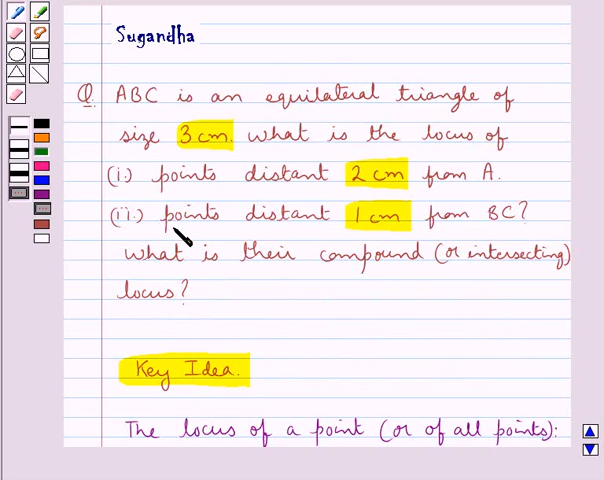 Sugandha
Q. ABC is an equilateral triangle of
size 3 cm. what is the locus of
(i.) points distant 2 cm from A.
(ii.) points distant 1 cm from BC?
what is their compound (or intersecting)
locus?
Key Idea.
The locus of a point (or of all points):